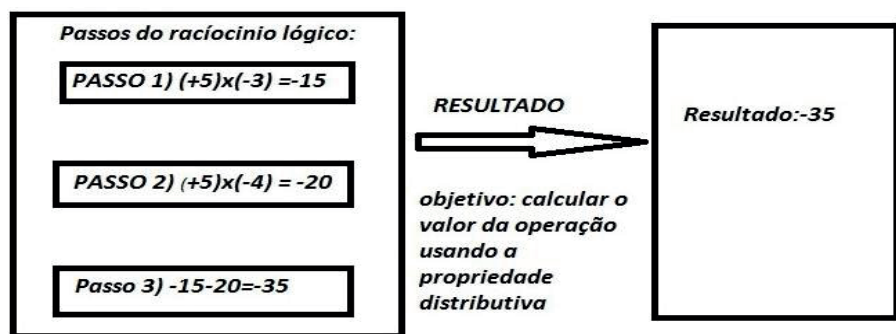 Passos do racíocinio lógico:
PASSO 1) (+5)x(-3) =-15
PASSO 2) (+5)x(-4) = -20
Passo 3) -15-20=-35
RESULTADO
objetivo: calcular o
valor da operação
usando a
propriedade
distributiva
Resultado:-35